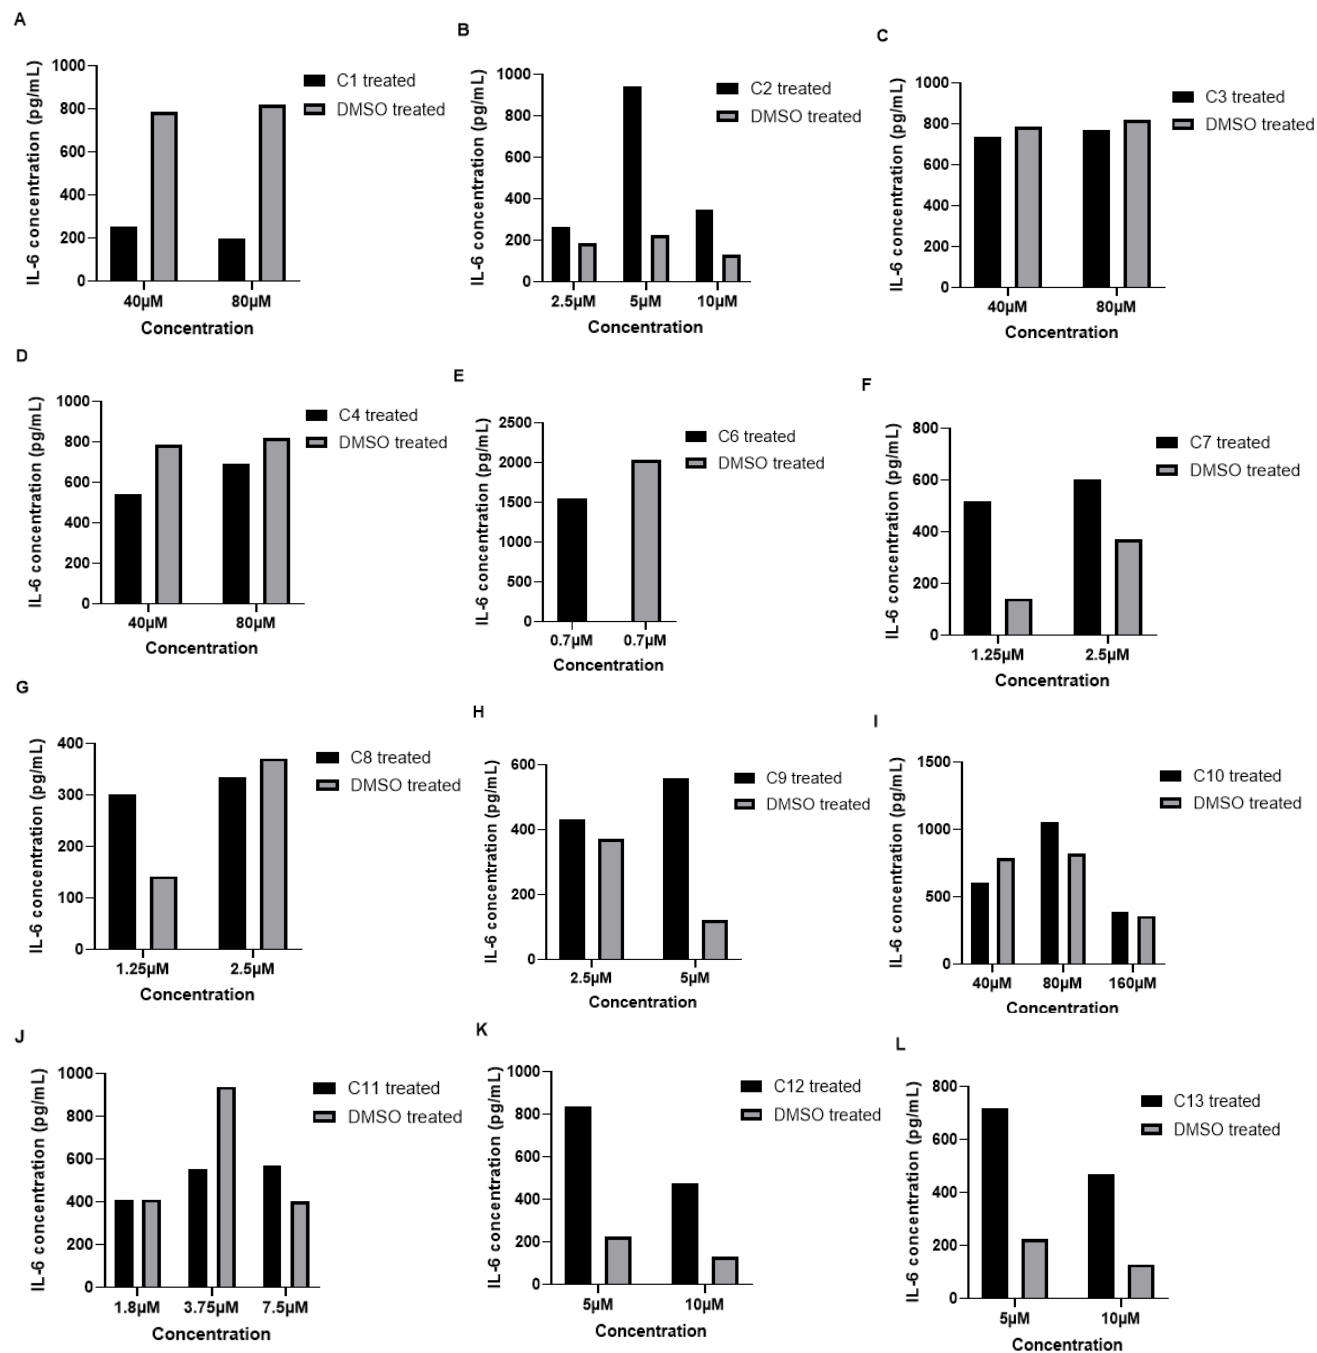 A
IL-6 concentration (pg/mL)
1000
800
600
400
200
0
40µM
80µM
Concentration
C1 treated
DMSO treated
B
IL-6 concentration (pg/mL)
1000
800
600
400
200
0
2.5µM
5µM
10µM
Concentration
C2 treated
DMSO treated
C
IL-6 concentration (pg/mL)
1000
800
600
400
200
0
40µM
80µM
Concentration
C3 treated
DMSO treated
D
IL-6 concentration (pg/mL)
1000
800
600
400
200
0
40µM
80µM
Concentration
C4 treated
DMSO treated
E
IL-6 concentration (pg/mL)
2500
2000
1500
1000
500
0
0.7µM
0.7µM
Concentration
C6 treated
DMSO treated
F
IL-6 concentration (pg/mL)
800
600
400
200
0
1.25µM
2.5µM
Concentration
C7 treated
DMSO treated
G
IL-6 concentration (pg/mL)
400
300
200
100
0
1.25µM
2.5µM
Concentration
C8 treated
DMSO treated
H
IL-6 concentration (pg/mL)
600
400
200
0
2.5µM
5µM
Concentration
C9 treated
DMSO treated
I
IL-6 concentration (pg/mL)
1500
1000
500
0
40µM
80µM
160µM
Concentration
C10 treated
DMSO treated
J
IL-6 concentration (pg/mL)
1000
800
600
400
200
0
1.8µM
3.75µM
7.5µM
Concentration
C11 treated
DMSO treated
K
IL-6 concentration (pg/mL)
1000
800
600
400
200
0
5µM
10µM
Concentration
C12 treated
DMSO treated
L
IL-6 concentration (pg/mL)
800
600
400
200
0
5µM
10µM
Concentration
C13 treated
DMSO treated